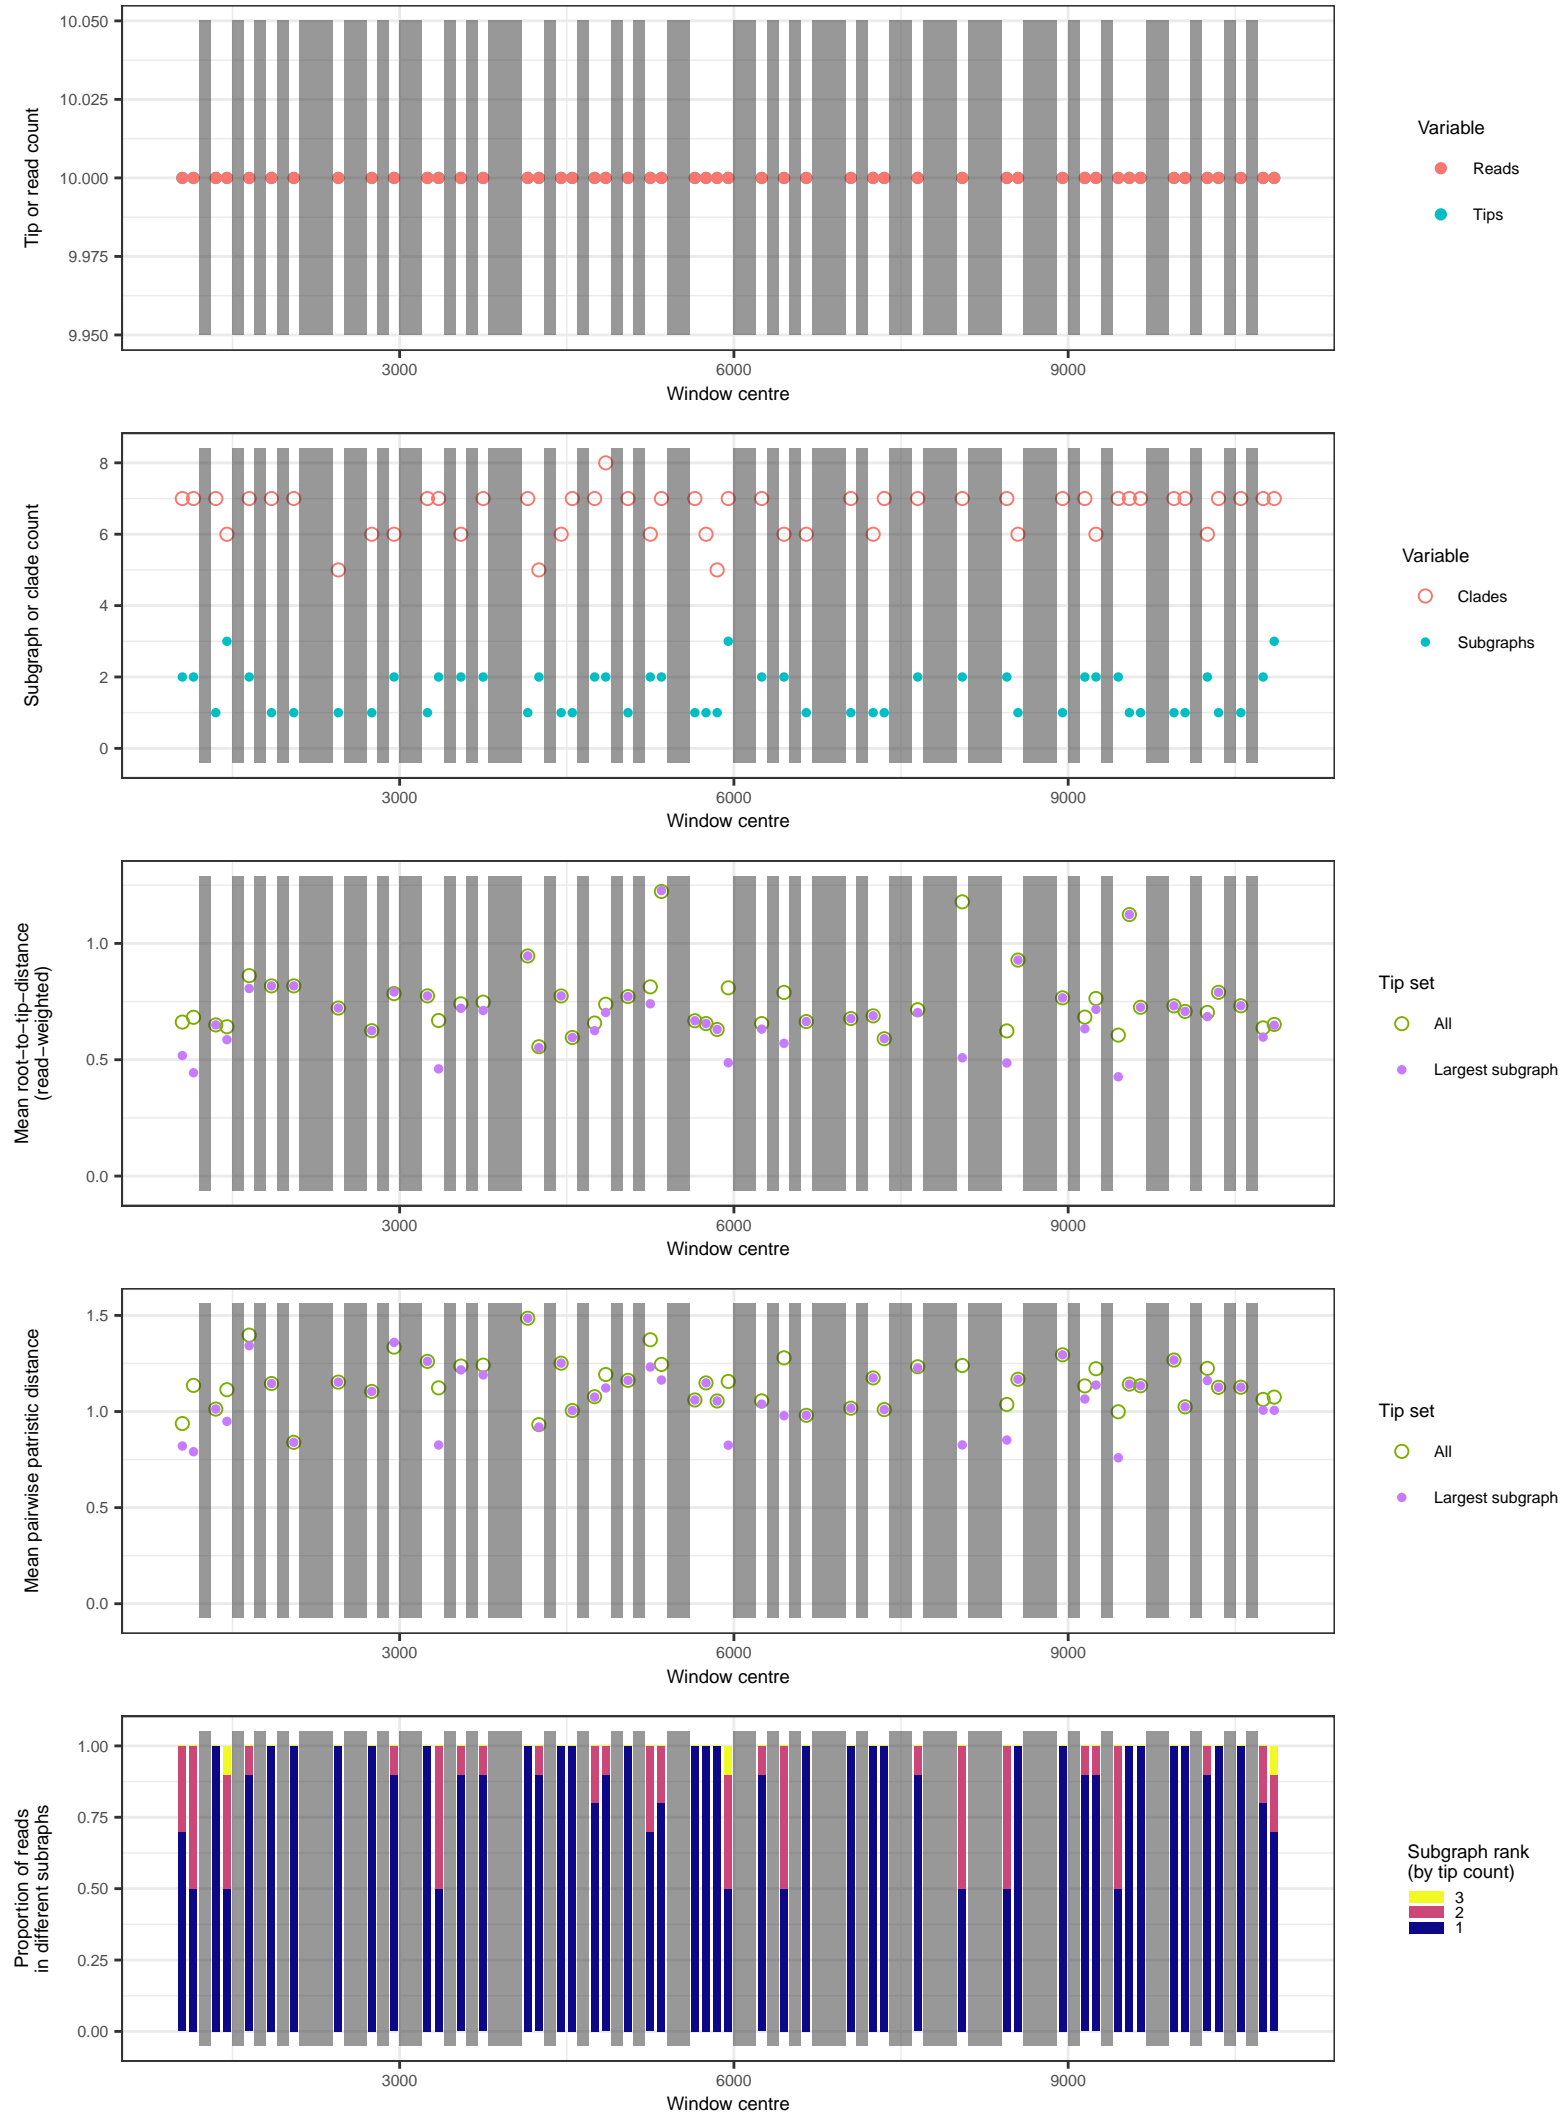 10.050
10.025
10.000
9.975
9.950
Tip or read count
3000
6000
9000
Window centre
Variable
Reads
Tips
8
6
4
2
0
Subgraph or clade count
3000
6000
9000
Window centre
Variable
Clades
Subgraphs
1.0
0.5
0.0
Mean root−to−tip−distance
(read−weighted)
3000
6000
9000
Window centre
Tip set
All
Largest subgraph
1.5
1.0
0.5
0.0
Mean pairwise patristic distance
3000
6000
9000
Window centre
Tip set
All
Largest subgraph
1.00
0.75
0.50
0.25
0.00
Proportion of reads
in different subraphs
3000
6000
9000
Window centre
Subgraph rank
(by tip count)
3
2
1